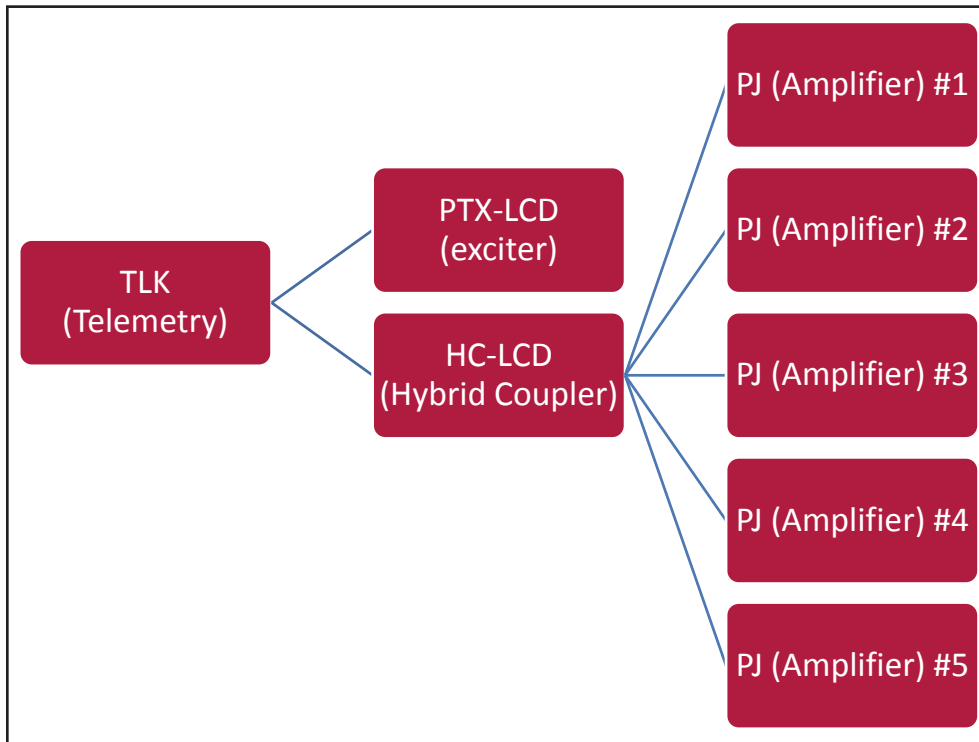 TLK
(Telemetry)
PTX-LCD
(exciter)
HC-LCD
(Hybrid Coupler)
PJ (Amplifier) #1
PJ (Amplifier) #2
PJ (Amplifier) #3
PJ (Amplifier) #4
PJ (Amplifier) #5